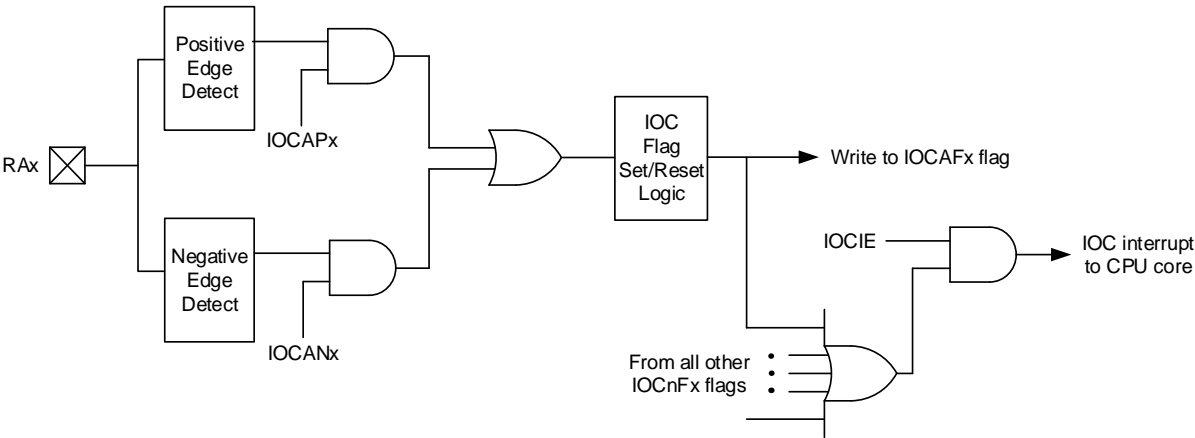 Positive
Edge
Detect
IOCAPx
RAx
IOC
Flag
Set/Reset
Logic
Write to IOCAFx flag
Negative
Edge
Detect
IOCANx
IOCIE
IOC interrupt
to CPU core
From all other
IOCnFx flags